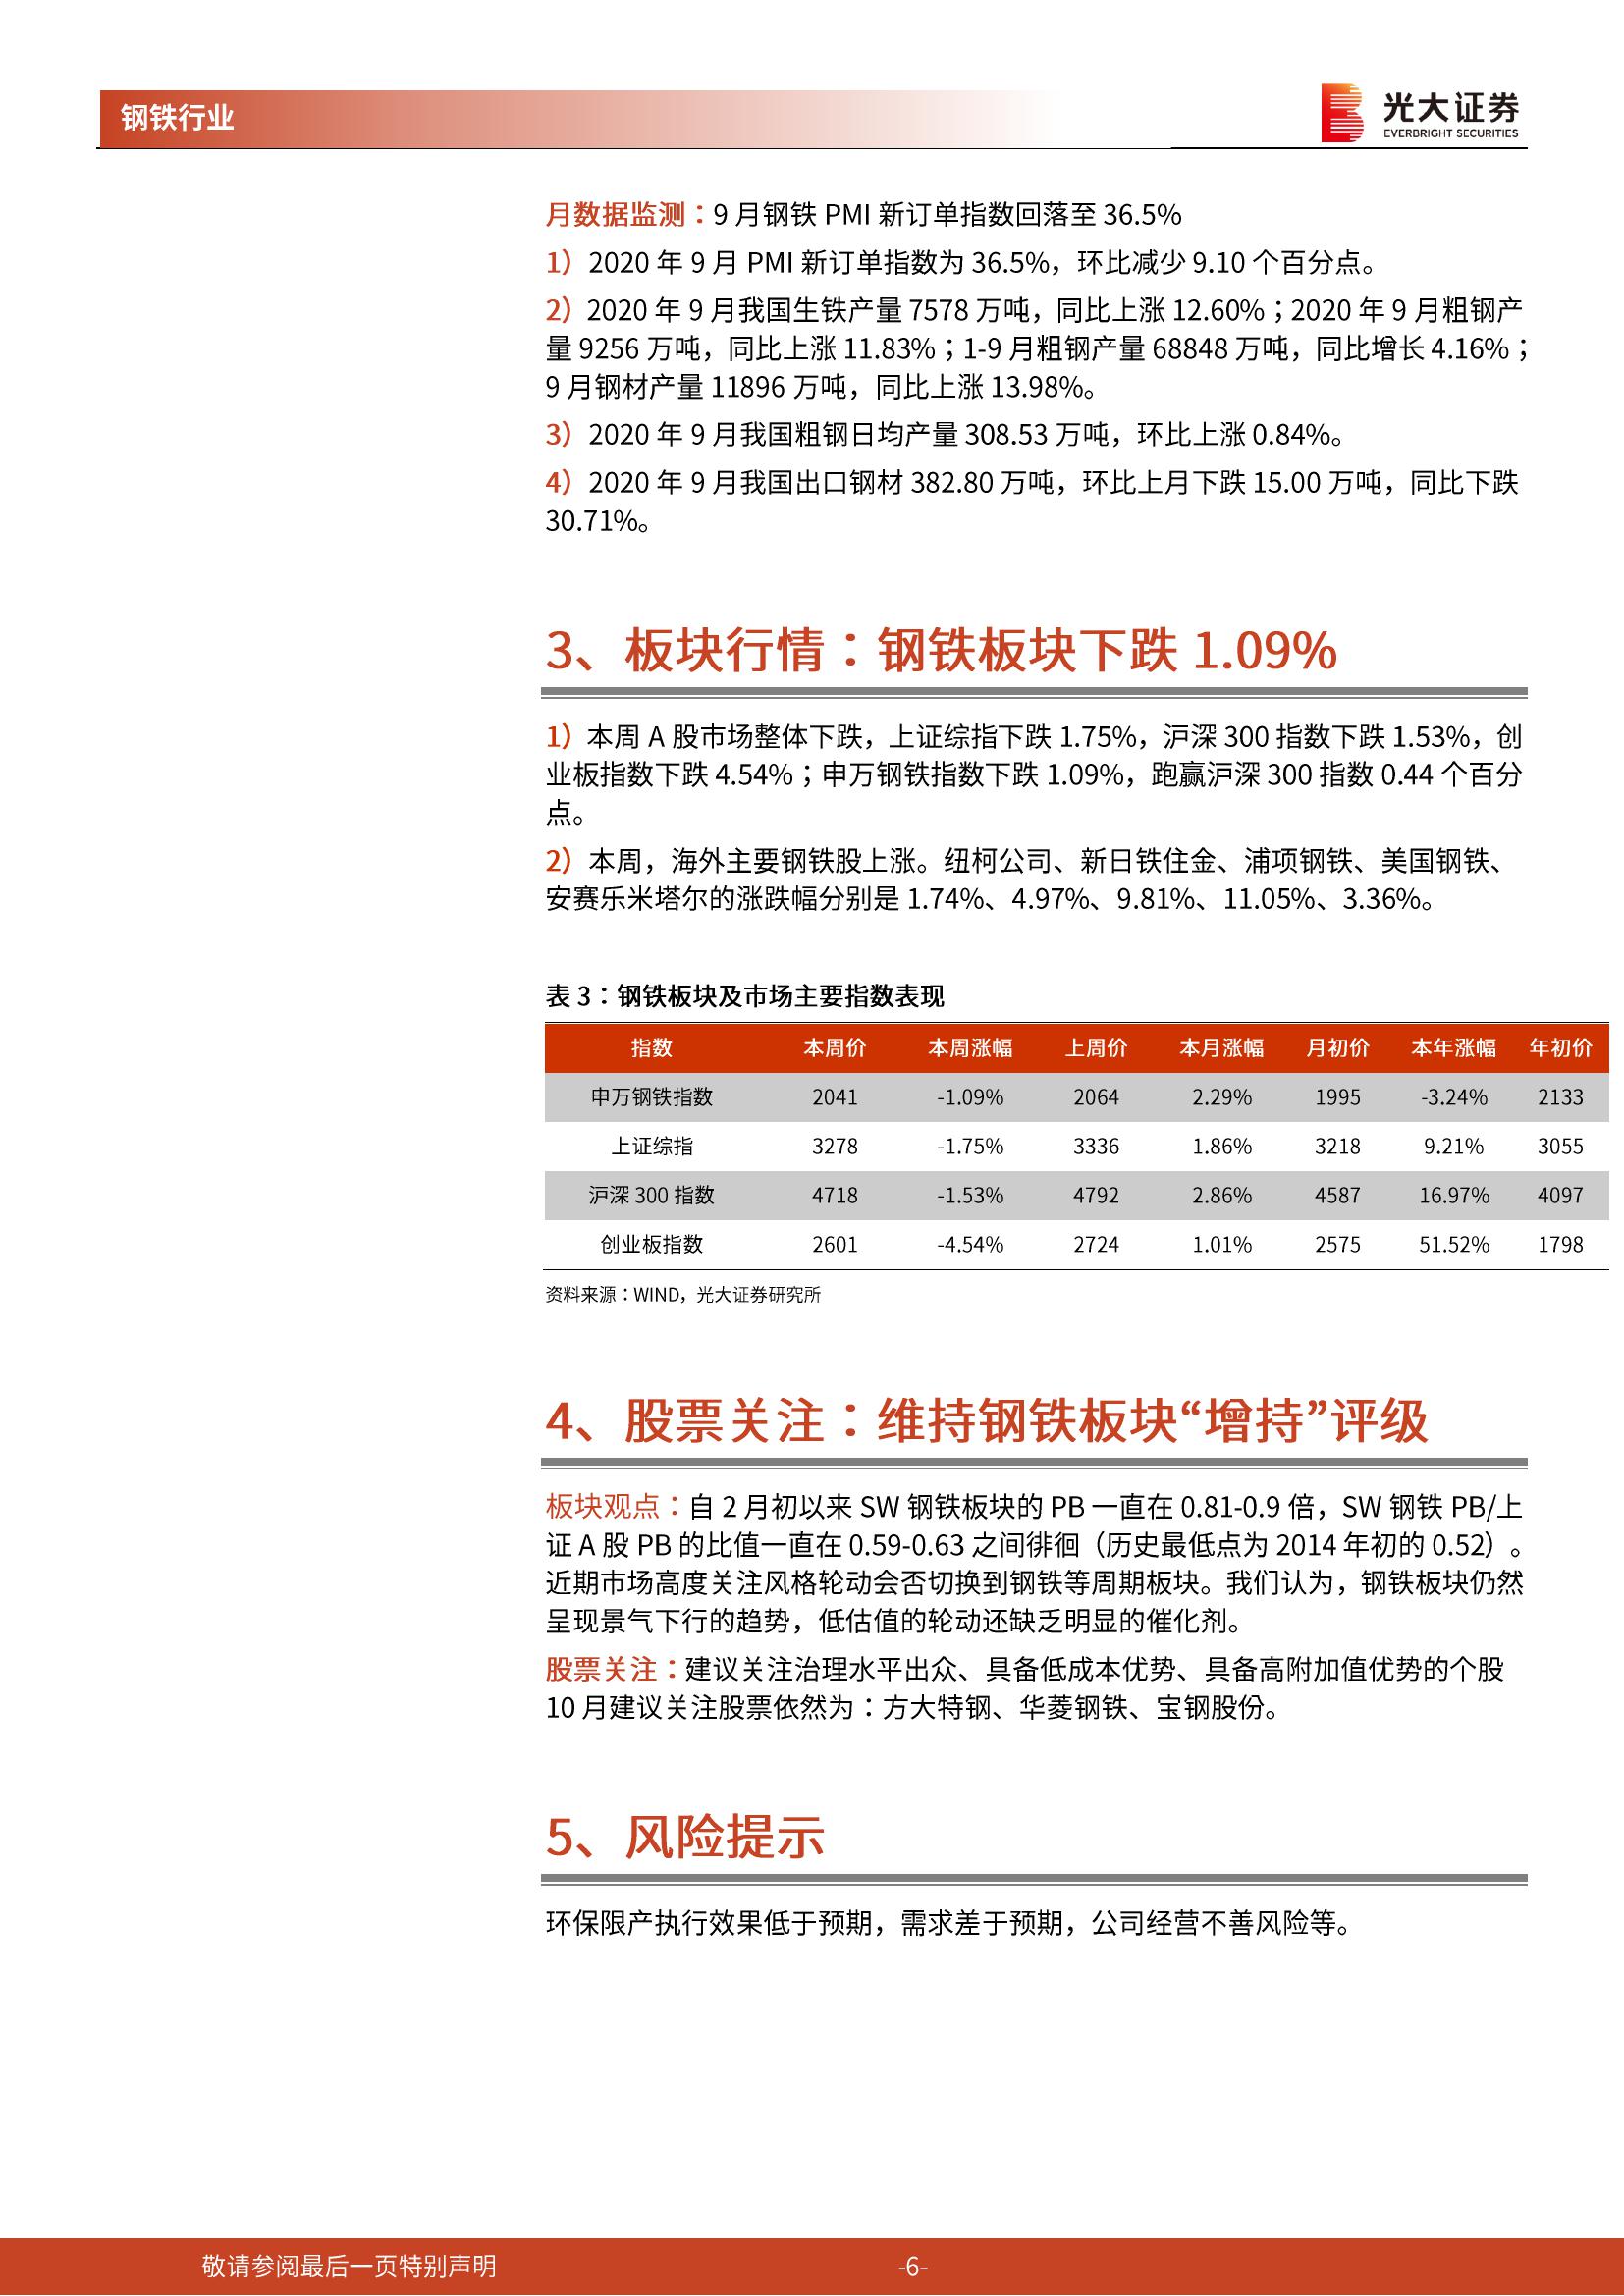 钢铁行业
光大证券
EVERBRIGHT SECURITIES
月数据监测：9 月钢铁 PMI 新订单指数回落至 36.5%
1）2020 年 9 月 PMI 新订单指数为 36.5%，环比减少 9.10 个百分点。
2）2020 年 9 月我国生铁产量 7578 万吨，同比上涨 12.60%；2020 年 9 月粗钢产
量 9256 万吨，同比上涨 11.83%；1-9 月粗钢产量 68848 万吨，同比增长 4.16%；
9 月钢材产量 11896 万吨，同比上涨 13.98%。
3）2020 年 9 月我国粗钢日均产量 308.53 万吨，环比上涨 0.84%。
4）2020 年 9 月我国出口钢材 382.80 万吨，环比上月下跌 15.00 万吨，同比下跌
30.71%。
3、板块行情：钢铁板块下跌 1.09%
1）本周 A 股市场整体下跌，上证综指下跌 1.75%，沪深 300 指数下跌 1.53%，创
业板指数下跌 4.54%；申万钢铁指数下跌 1.09%，跑赢沪深 300 指数 0.44 个百分
点。
2）本周，海外主要钢铁股上涨。纽柯公司、新日铁住金、浦项钢铁、美国钢铁、
安赛乐米塔尔的涨跌幅分别是 1.74%、4.97%、9.81%、11.05%、3.36%。
表 3：钢铁板块及市场主要指数表现
指数 本周价 本周涨幅 上周价 本月涨幅 月初价 本年涨幅 年初价
申万钢铁指数 2041 -1.09% 2064 2.29% 1995 -3.24% 2133
上证综指 3278 -1.75% 3336 1.86% 3218 9.21% 3055
沪深 300 指数 4718 -1.53% 4792 2.86% 4587 16.97% 4097
创业板指数 2601 -4.54% 2724 1.01% 2575 51.52% 1798
资料来源：WIND，光大证券研究所
4、股票关注：维持钢铁板块“增持”评级
板块观点：自 2 月初以来 SW 钢铁板块的 PB 一直在 0.81-0.9 倍，SW 钢铁 PB/上
证 A 股 PB 的比值一直在 0.59-0.63 之间徘徊（历史最低点为 2014 年初的 0.52）。
近期市场高度关注风格轮动会否切换到钢铁等周期板块。我们认为，钢铁板块仍然
呈现景气下行的趋势，低估值的轮动还缺乏明显的催化剂。
股票关注：建议关注治理水平出众、具备低成本优势、具备高附加值优势的个股
10 月建议关注股票依然为：方大特钢、华菱钢铁、宝钢股份。
5、风险提示
环保限产执行效果低于预期，需求差于预期，公司经营不善风险等。
敬请参阅最后一页特别声明 -6-